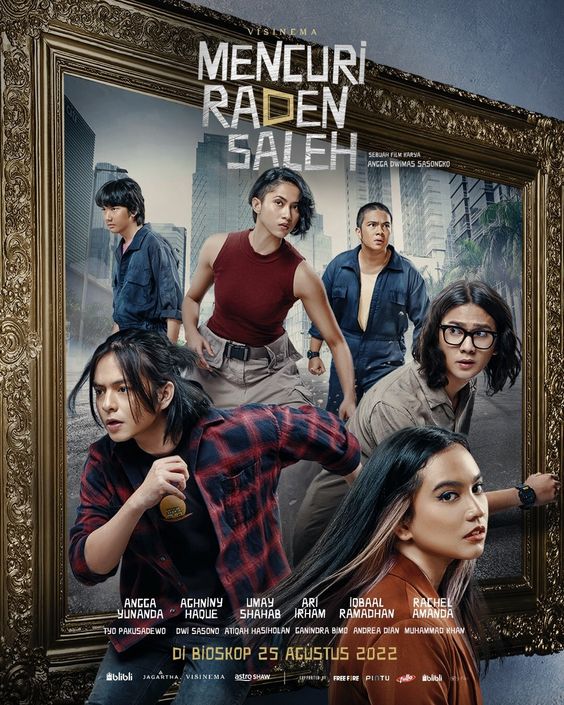 VISINEMA
MENCURI
RADEN
SALEH
SEBUAH FILM KARYA
ANGGA DWIMAS SASONGKO
ANGGA YUNANDA AGHNINY HAQUE UMAY SHAHAB ARI IRHAM IQBAAL RAMADHAN RACHEL AMANDA
TYO PAKUSADEWO DWI SASONO ATIQAH HASIHOLAN GANINDRA BIMO ANDREA DIAN MUHAMMAD KHAN
DI BIOSKOP 25 AGUSTUS 2022
blibli JAGARTHA, VISINEMA astro SHAW SUPPORTED BY FREE FIRE PINTU blibli